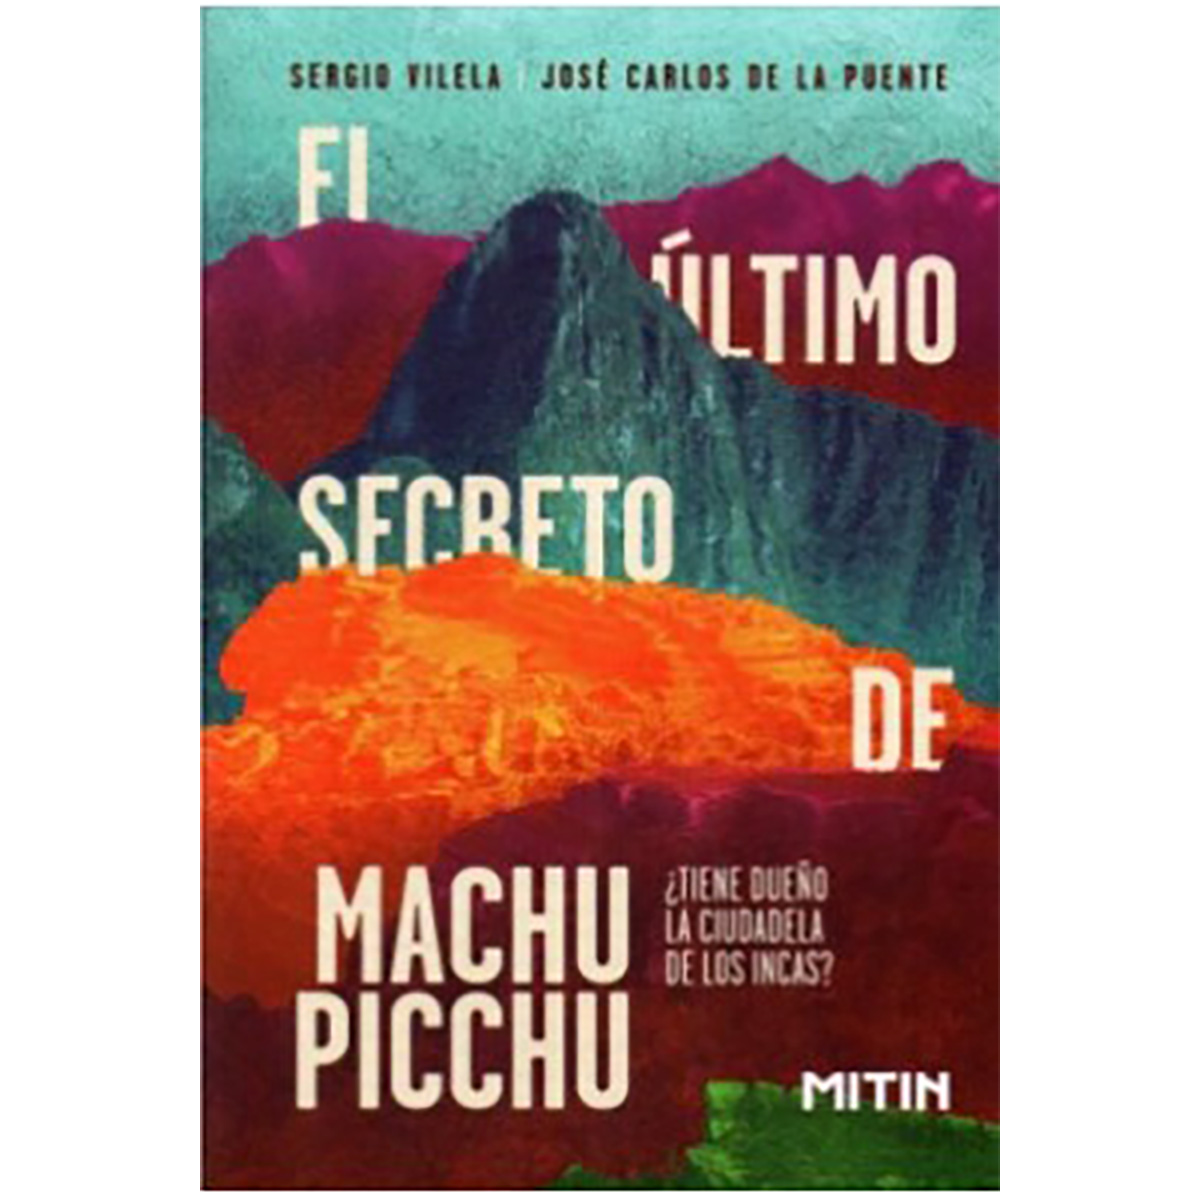 SERGIO VILELA | JOSÉ CARLOS DE LA PUENTE
EL
ÚLTIMO
SECRETO
DE
MACHU
PICCHU
¿TIENE DUEÑO
LA CIUDADELA
DE LOS INCAS?
MITIN